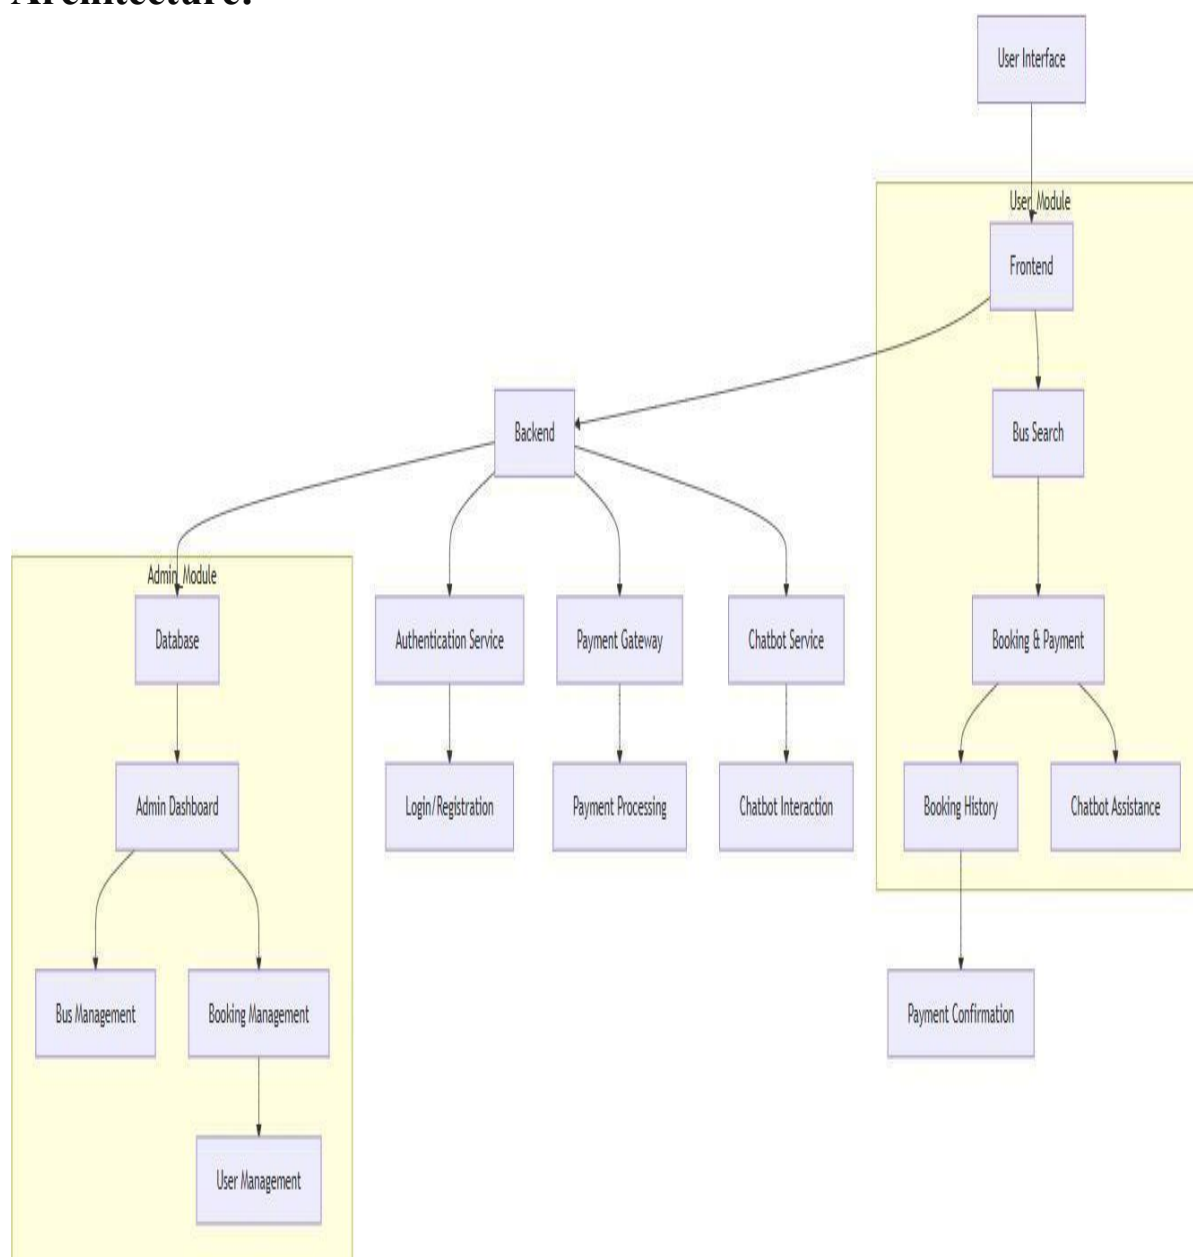 Architecture:
User Interface
User_Module
Frontend
Backend
Bus Search
Admin_Module
Database
Authentication Service
Payment Gateway
Chatbot Service
Booking & Payment
Admin Dashboard
Login/Registration
Payment Processing
Chatbot Interaction
Booking History
Chatbot Assistance
Bus Management
Booking Management
Payment Confirmation
User Management